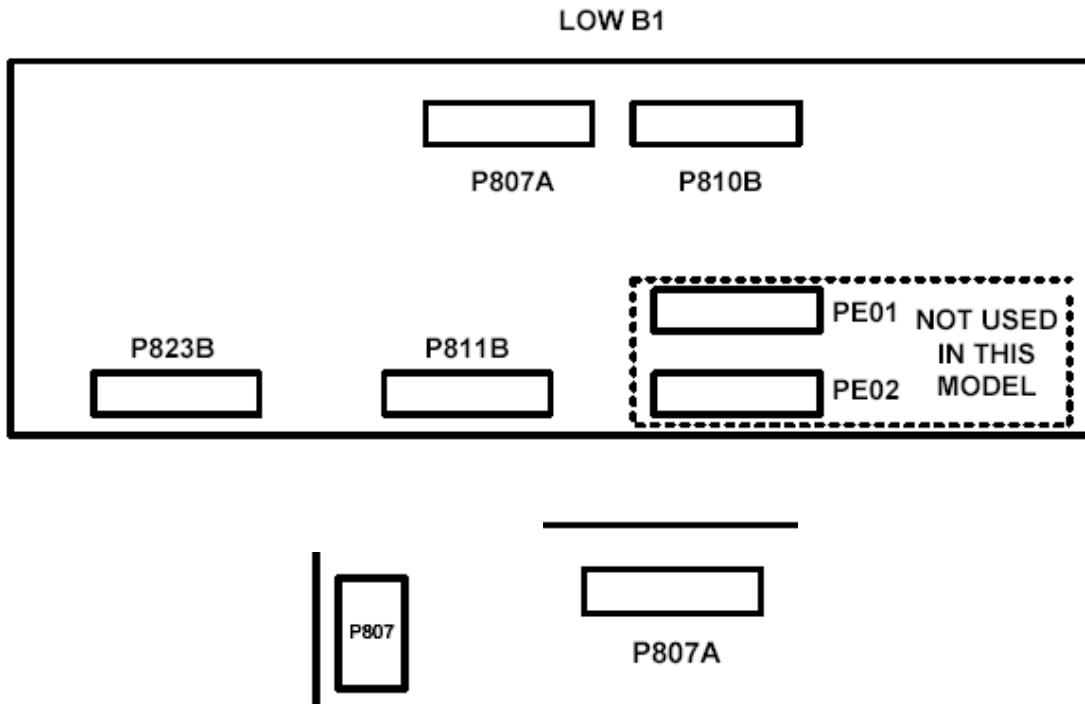 LOW B1
P807A
P810B
PE01
NOT USED
IN THIS
MODEL
P823B
P811B
PE02
P807
P807A